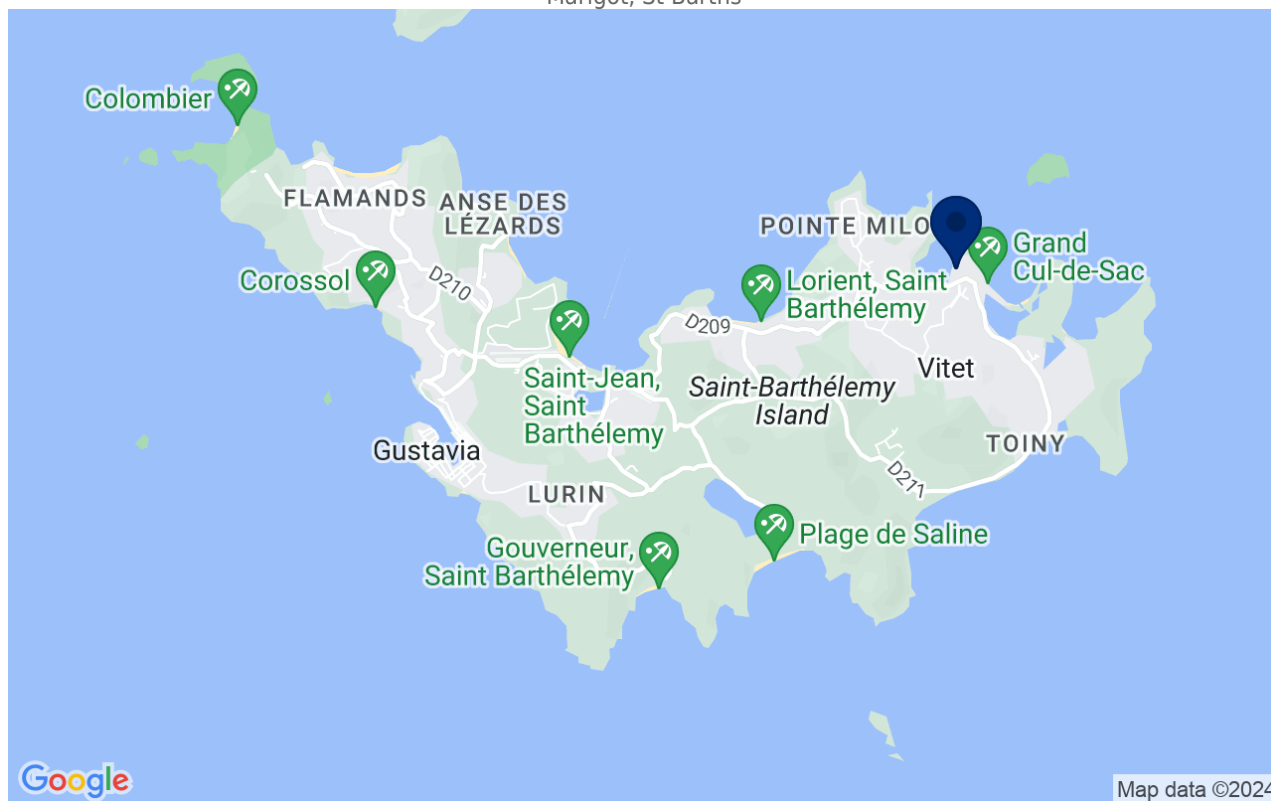 Marigot, St Barths
Colombier
FLAMANDS
ANSE DES
LÉZARDS
POINTE MILO
Grand
Cul-de-Sac
Corossol
D210
Lorient, Saint
Barthélemy
D209
Saint-Jean,
Saint
Barthélemy
Saint-Barthélemy
Island
Vitet
Gustavia
TOINY
LURIN
D211
Plage de Saline
Gouverneur,
Saint Barthélemy
Google
Map data ©2024